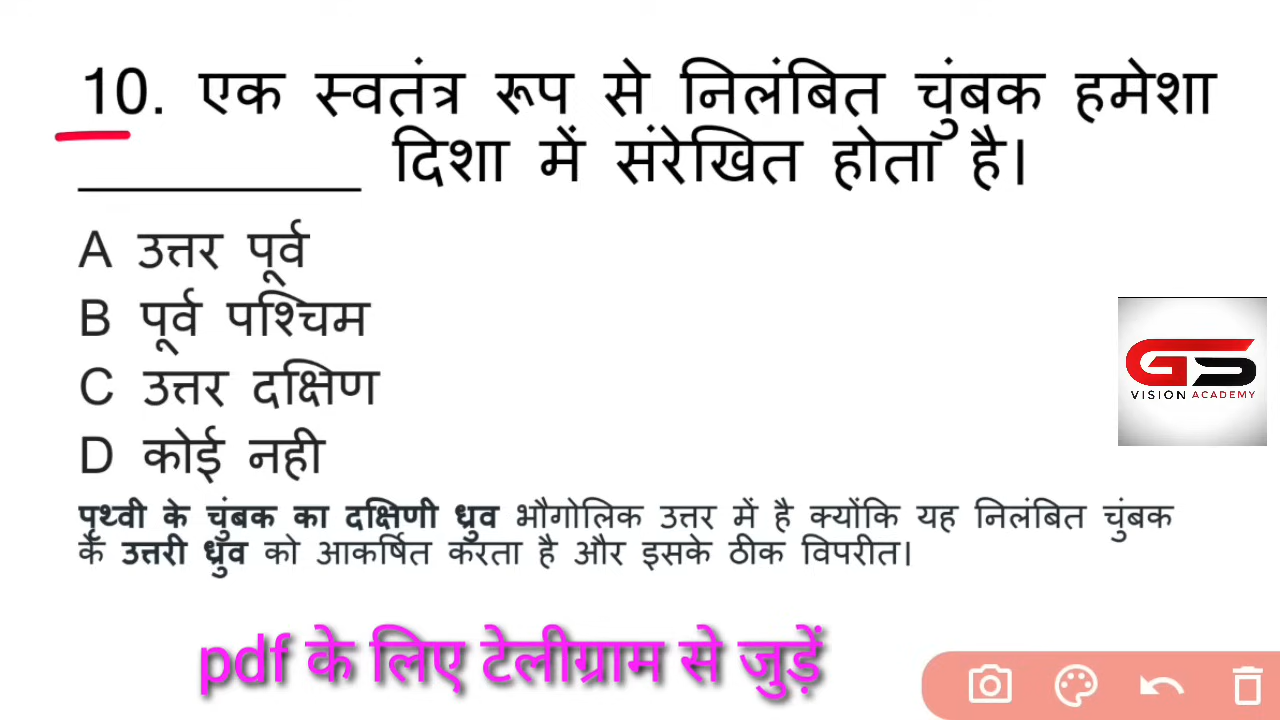 10. एक स्वतंत्र रूप से निलंबित चुंबक हमेशा
__________ दिशा में संरेखित होता है।
A उत्तर पूर्व
B पूर्व पश्चिम
C उत्तर दक्षिण
D कोई नही
पृथ्वी के चुंबक का दक्षिणी ध्रुव भौगोलिक उत्तर में है क्योंकि यह निलंबित चुंबक
के उत्तरी ध्रुव को आकर्षित करता है और इसके ठीक विपरीत।
GS
VISION ACADEMY
pdf के लिए टेलीग्राम से जुड़ें